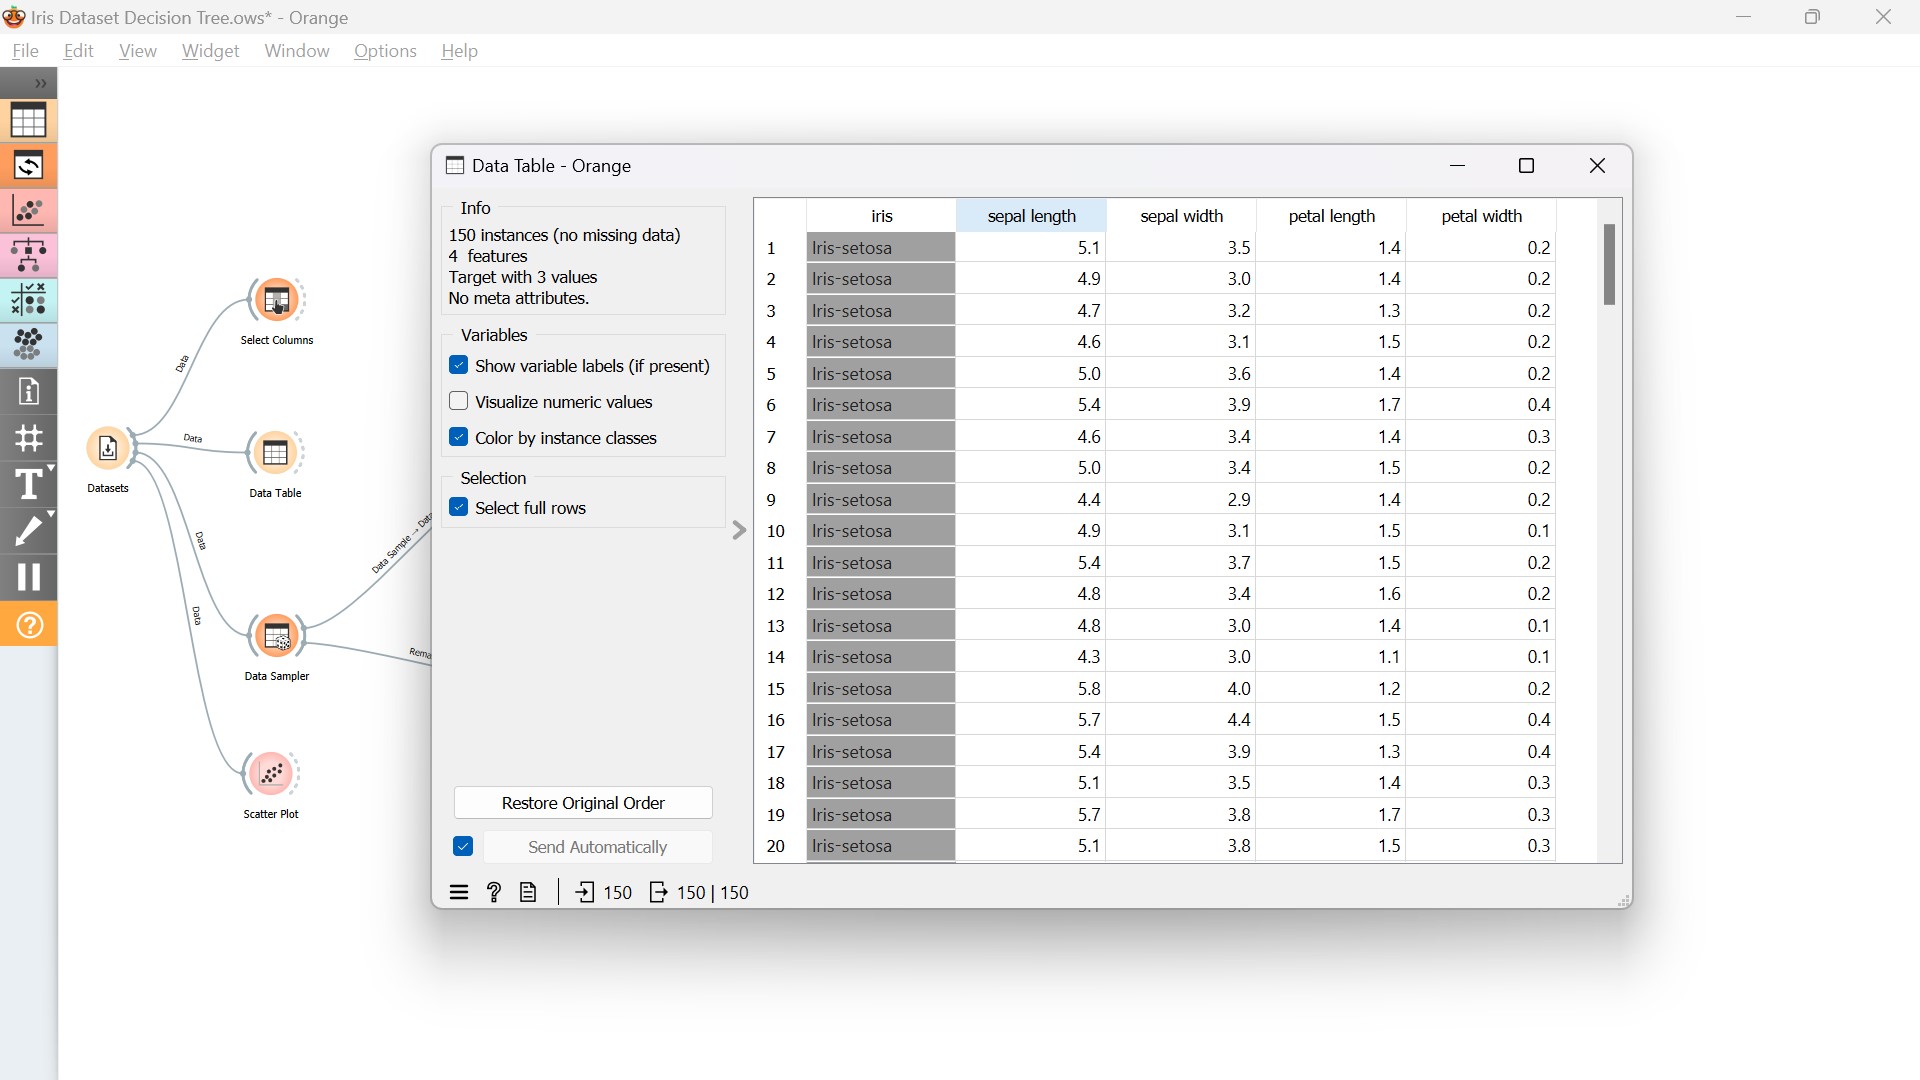 Iris Dataset Decision Tree.ows* - Orange
File Edit View Widget Window Options Help
Data Table - Orange
Info
150 instances (no missing data)
4 features
Target with 3 values
No meta attributes.
Variables
Show variable labels (if present)
Visualize numeric values
Color by instance classes
Selection
Select full rows
Restore Original Order
Send Automatically
150 150 | 150
iris sepal length sepal width petal length petal width
1 Iris-setosa 5.1 3.5 1.4 0.2
2 Iris-setosa 4.9 3.0 1.4 0.2
3 Iris-setosa 4.7 3.2 1.3 0.2
4 Iris-setosa 4.6 3.1 1.5 0.2
5 Iris-setosa 5.0 3.6 1.4 0.2
6 Iris-setosa 5.4 3.9 1.7 0.4
7 Iris-setosa 4.6 3.4 1.4 0.3
8 Iris-setosa 5.0 3.4 1.5 0.2
9 Iris-setosa 4.4 2.9 1.4 0.2
10 Iris-setosa 4.9 3.1 1.5 0.1
11 Iris-setosa 5.4 3.7 1.5 0.2
12 Iris-setosa 4.8 3.4 1.6 0.2
13 Iris-setosa 4.8 3.0 1.4 0.1
14 Iris-setosa 4.3 3.0 1.1 0.1
15 Iris-setosa 5.8 4.0 1.2 0.2
16 Iris-setosa 5.7 4.4 1.5 0.4
17 Iris-setosa 5.4 3.9 1.3 0.4
18 Iris-setosa 5.1 3.5 1.4 0.3
19 Iris-setosa 5.7 3.8 1.7 0.3
20 Iris-setosa 5.1 3.8 1.5 0.3
Select Columns
Data
Data
Datasets
Data Table
Data
Data Sample → Data
Data
Rema
Data Sampler
Scatter Plot